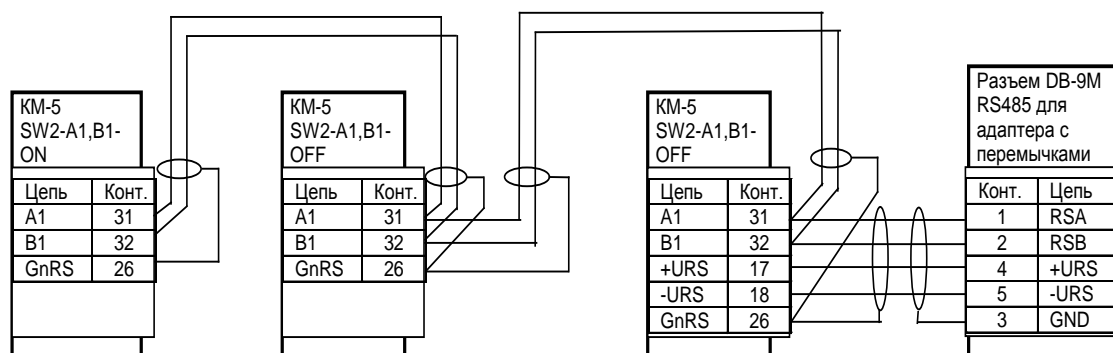 КМ-5
SW2-A1,B1-
ON
Цепь Конт.
A1 31
B1 32
GnRS 26
КМ-5
SW2-A1,B1-
OFF
Цепь Конт.
A1 31
B1 32
GnRS 26
КМ-5
SW2-A1,B1-
OFF
Цепь Конт.
A1 31
B1 32
+URS 17
-URS 18
GnRS 26
Разъем DB-9M
RS485 для
адаптера с
перемычками
Конт. Цепь
1 RSA
2 RSB
4 +URS
5 -URS
3 GND